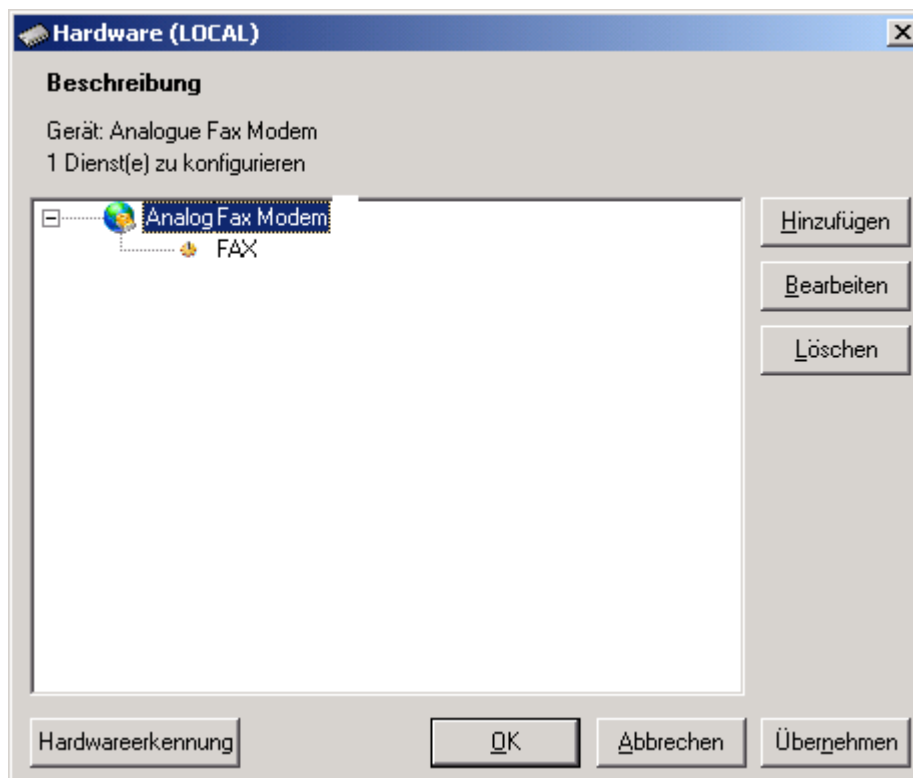 Hardware (LOCAL)
Beschreibung
Gerät: Analogue Fax Modem
1 Dienst(e) zu konfigurieren
Analog Fax Modem
FAX
Hinzufügen
Bearbeiten
Löschen
Hardwareerkennung
OK
Abbrechen
Übernehmen